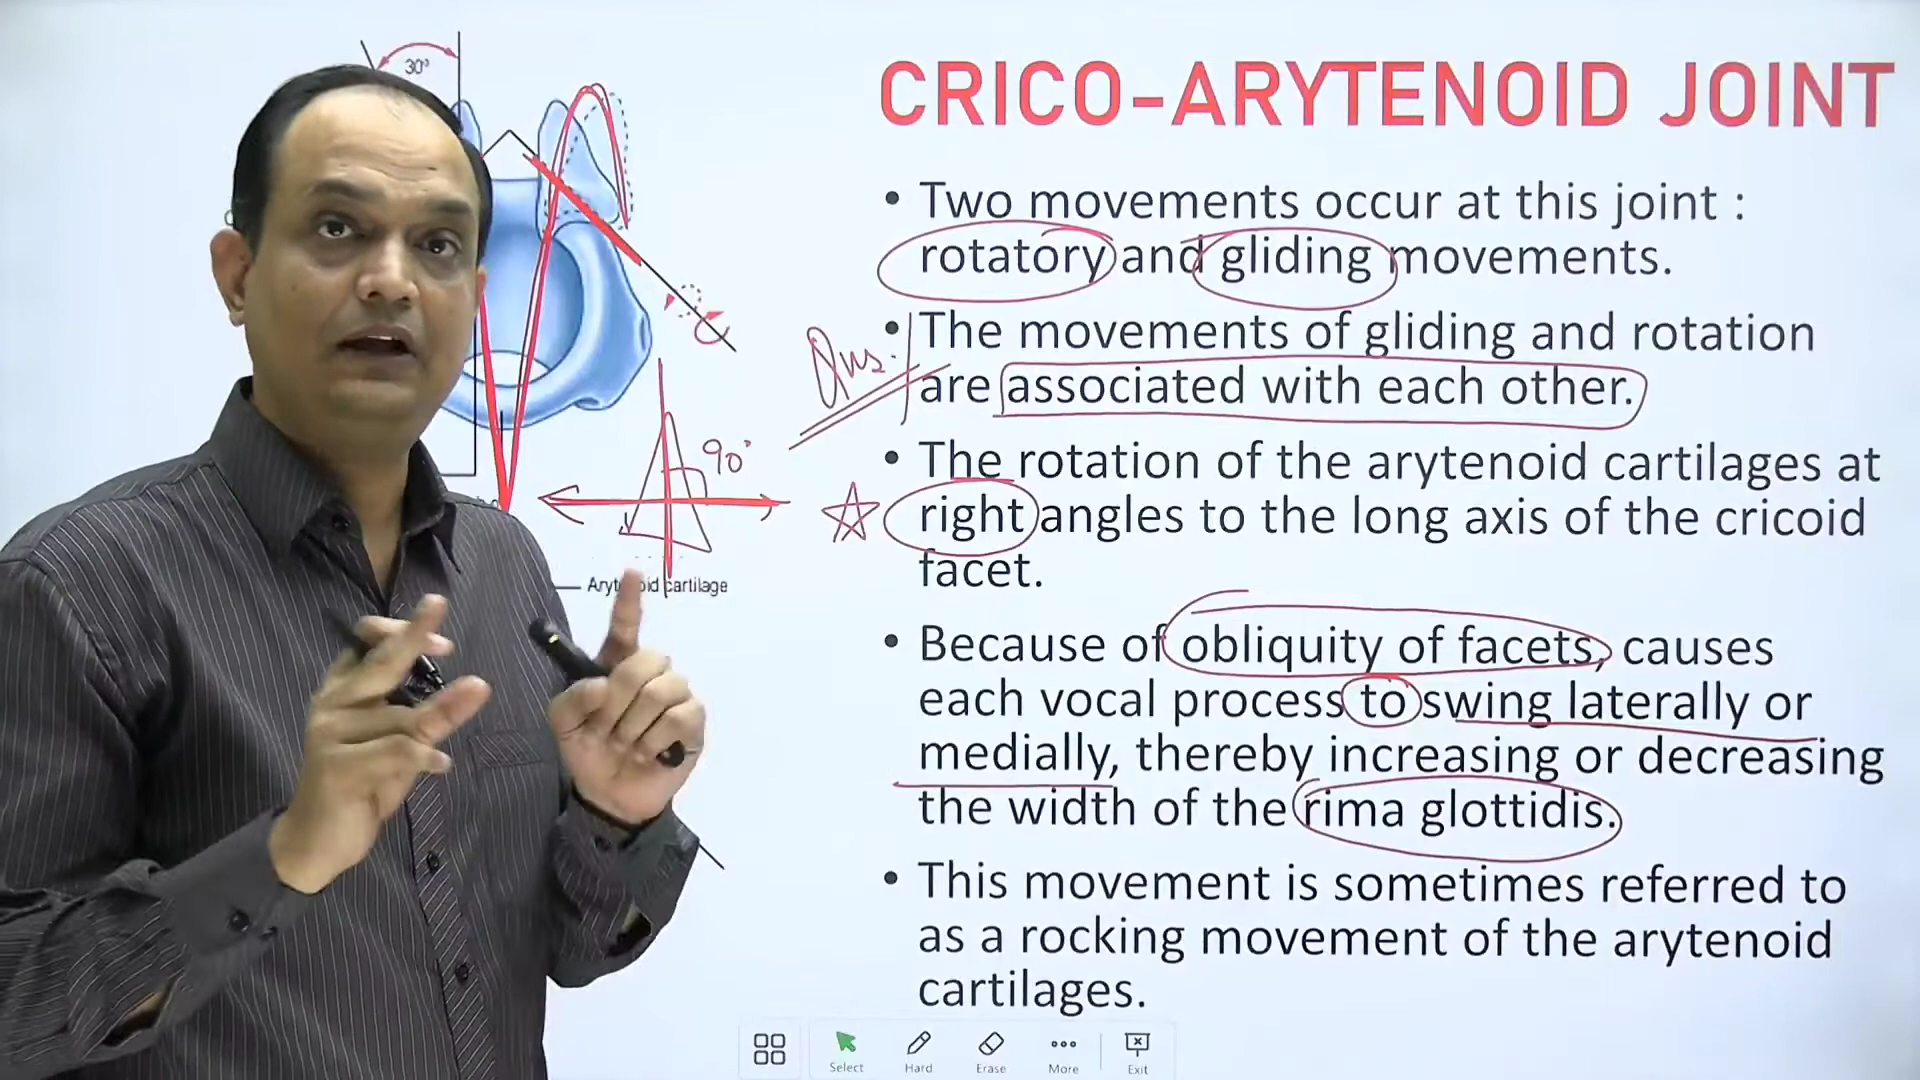 30°
CRICO-ARYTENOID JOINT
• Two movements occur at this joint :
rotatory and gliding movements.
Qus.
• The movements of gliding and rotation
are associated with each other.
90°
• The rotation of the arytenoid cartilages at
right angles to the long axis of the cricoid
facet.
Arytenoid cartilage
• Because of obliquity of facets, causes
each vocal process to swing laterally or
medially, thereby increasing or decreasing
the width of the rima glottidis.
• This movement is sometimes referred to
as a rocking movement of the arytenoid
cartilages.
Select
Hard
Erase
More
Exit